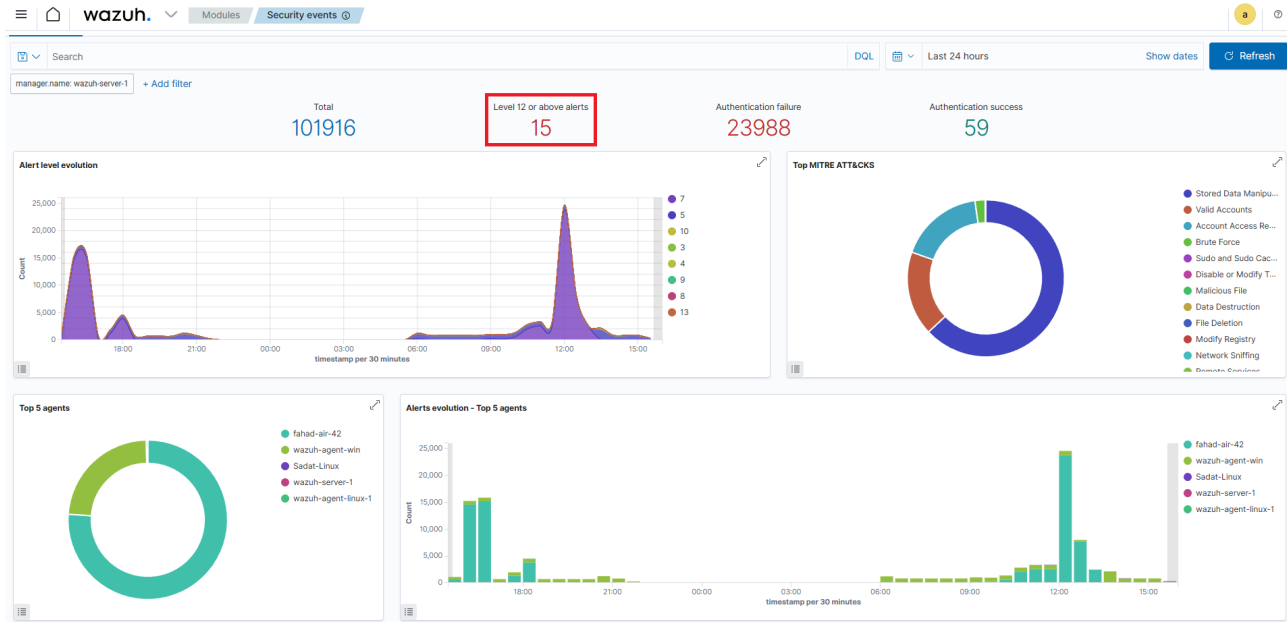 wazuh.
Modules
Security events
a
Search
DQL
Last 24 hours
Show dates
Refresh
manager.name: wazuh-server-1
+ Add filter
Total
101916
Level 12 or above alerts
15
Authentication failure
23988
Authentication success
59
Alert level evolution
25,000
20,000
15,000
10,000
5,000
0
Count
18:00 21:00 00:00 03:00 06:00 09:00 12:00 15:00
timestamp per 30 minutes
7
5
10
3
4
9
8
13
Top MITRE ATT&CKS
Stored Data Manipu...
Valid Accounts
Account Access Re...
Brute Force
Sudo and Sudo Cac...
Disable or Modify T...
Malicious File
Data Destruction
File Deletion
Modify Registry
Network Sniffing
Remote Services
Top 5 agents
fahad-air-42
wazuh-agent-win
Sadat-Linux
wazuh-server-1
wazuh-agent-linux-1
Alerts evolution - Top 5 agents
25,000
20,000
15,000
10,000
5,000
0
Count
18:00 21:00 00:00 03:00 06:00 09:00 12:00 15:00
timestamp per 30 minutes
fahad-air-42
wazuh-agent-win
Sadat-Linux
wazuh-server-1
wazuh-agent-linux-1